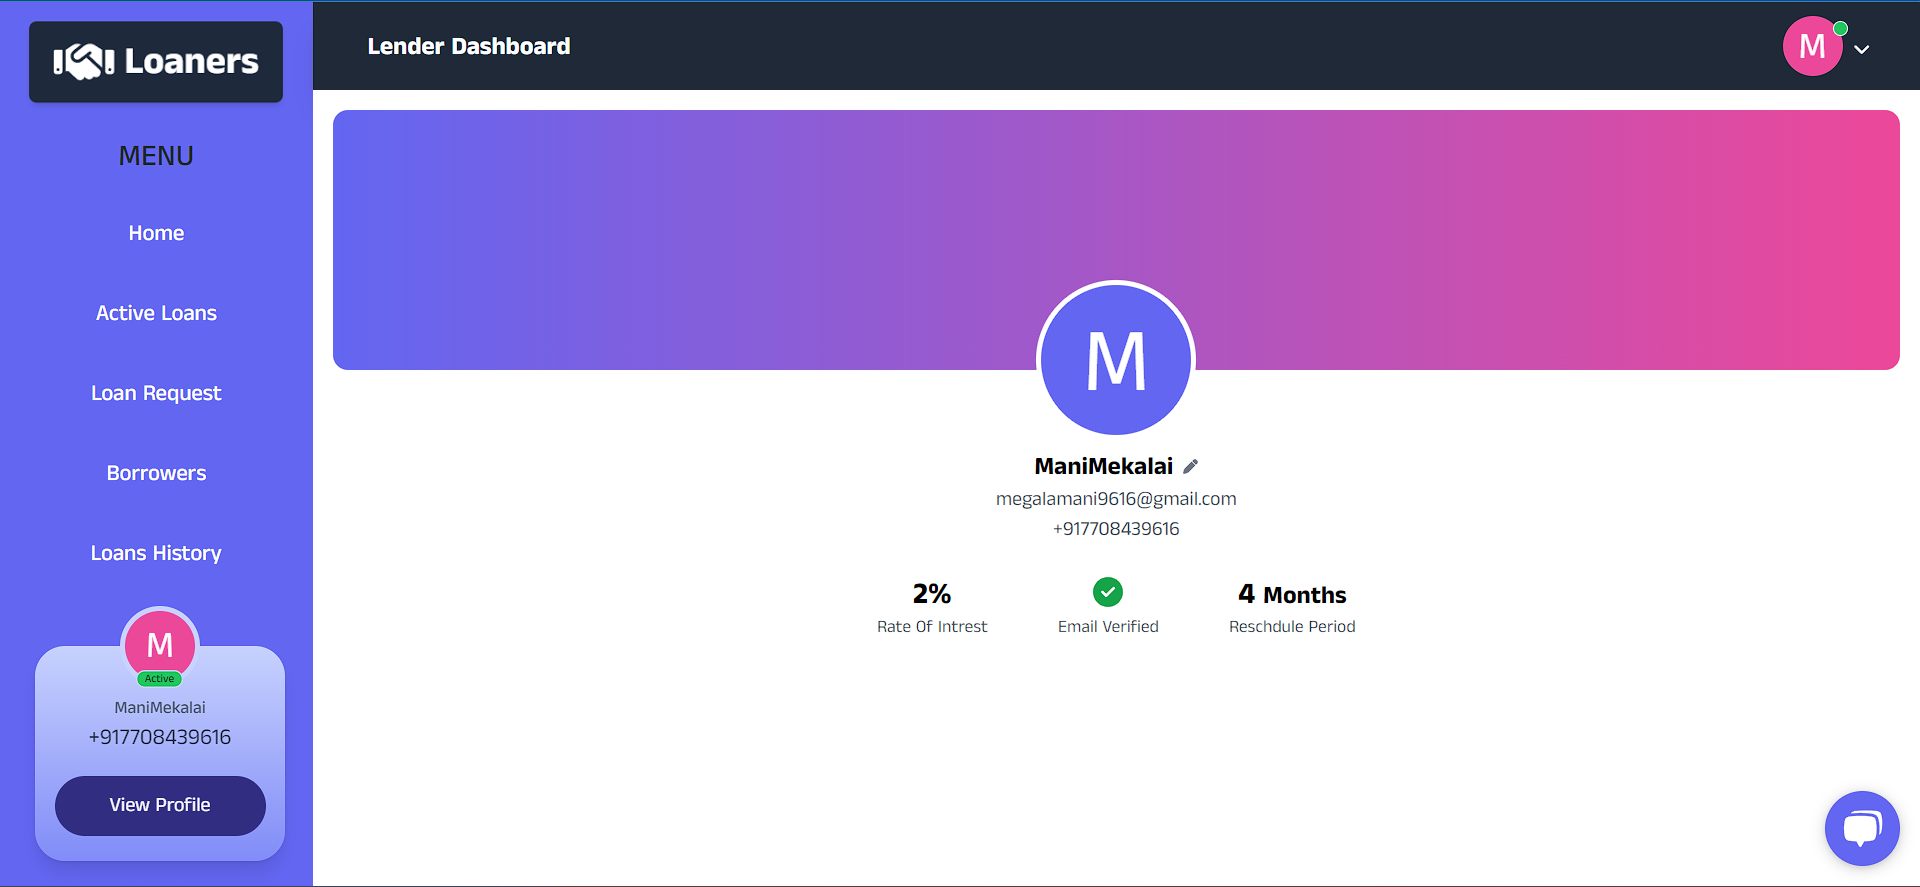 Loaners
MENU
Home
Active Loans
Loan Request
Borrowers
Loans History
M
Active
ManiMekalai
+917708439616
View Profile
Lender Dashboard
M
M
ManiMekalai
megalamani9616@gmail.com
+917708439616
2%
Rate Of Intrest
Email Verified
4 Months
Reschdule Period